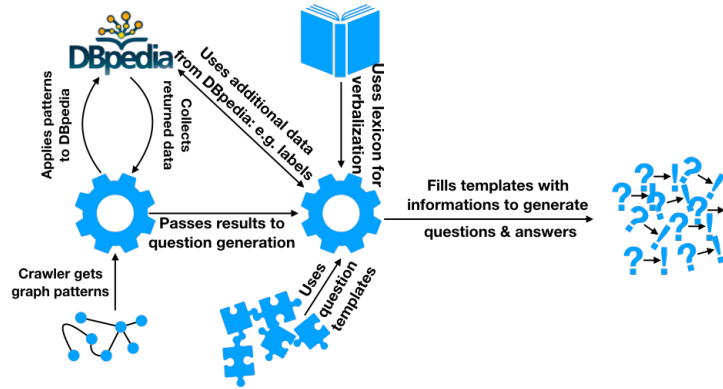 DBpedia
Applies patterns
to DBpedia
Collects
returned data
Uses additional data
from DBpedia: e.g. labels
Uses lexicon for
verbalization
Passes results to
question generation
Fills templates with
informations to generate
questions & answers
Crawler gets
graph patterns
Uses
question
templates
? ! ? !
? ! ? !
? ! ? !
? ! ? !